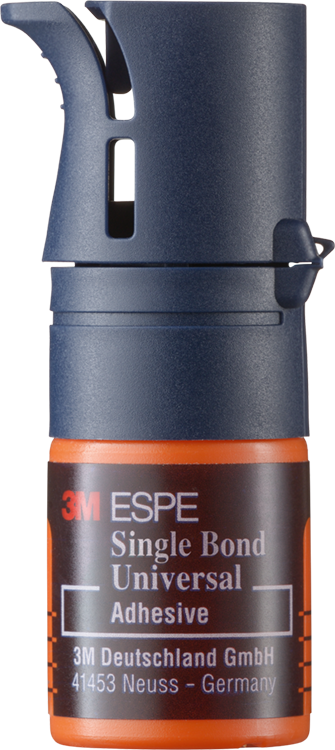 3M ESPE
Single Bond
Universal
Adhesive
3M Deutschland GmbH
41453 Neuss - Germany